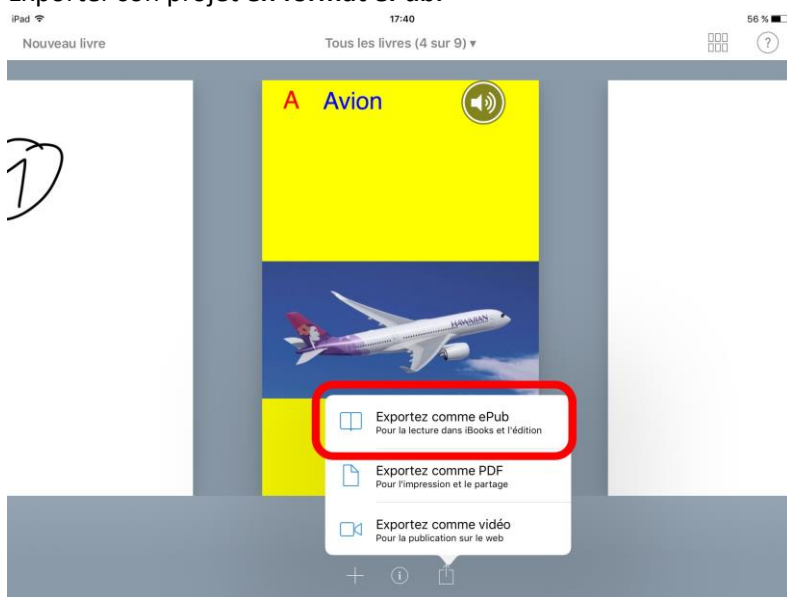 Exporter son projet en format ePub.
iPad 17:40 56 %
Nouveau livre Tous les livres (4 sur 9) ▾ ?
A Avion
1
HAWAIIAN
Exportez comme ePub
Pour la lecture dans iBooks et l'édition
Exportez comme PDF
Pour l'impression et le partage
Exportez comme vidéo
Pour la publication sur le web